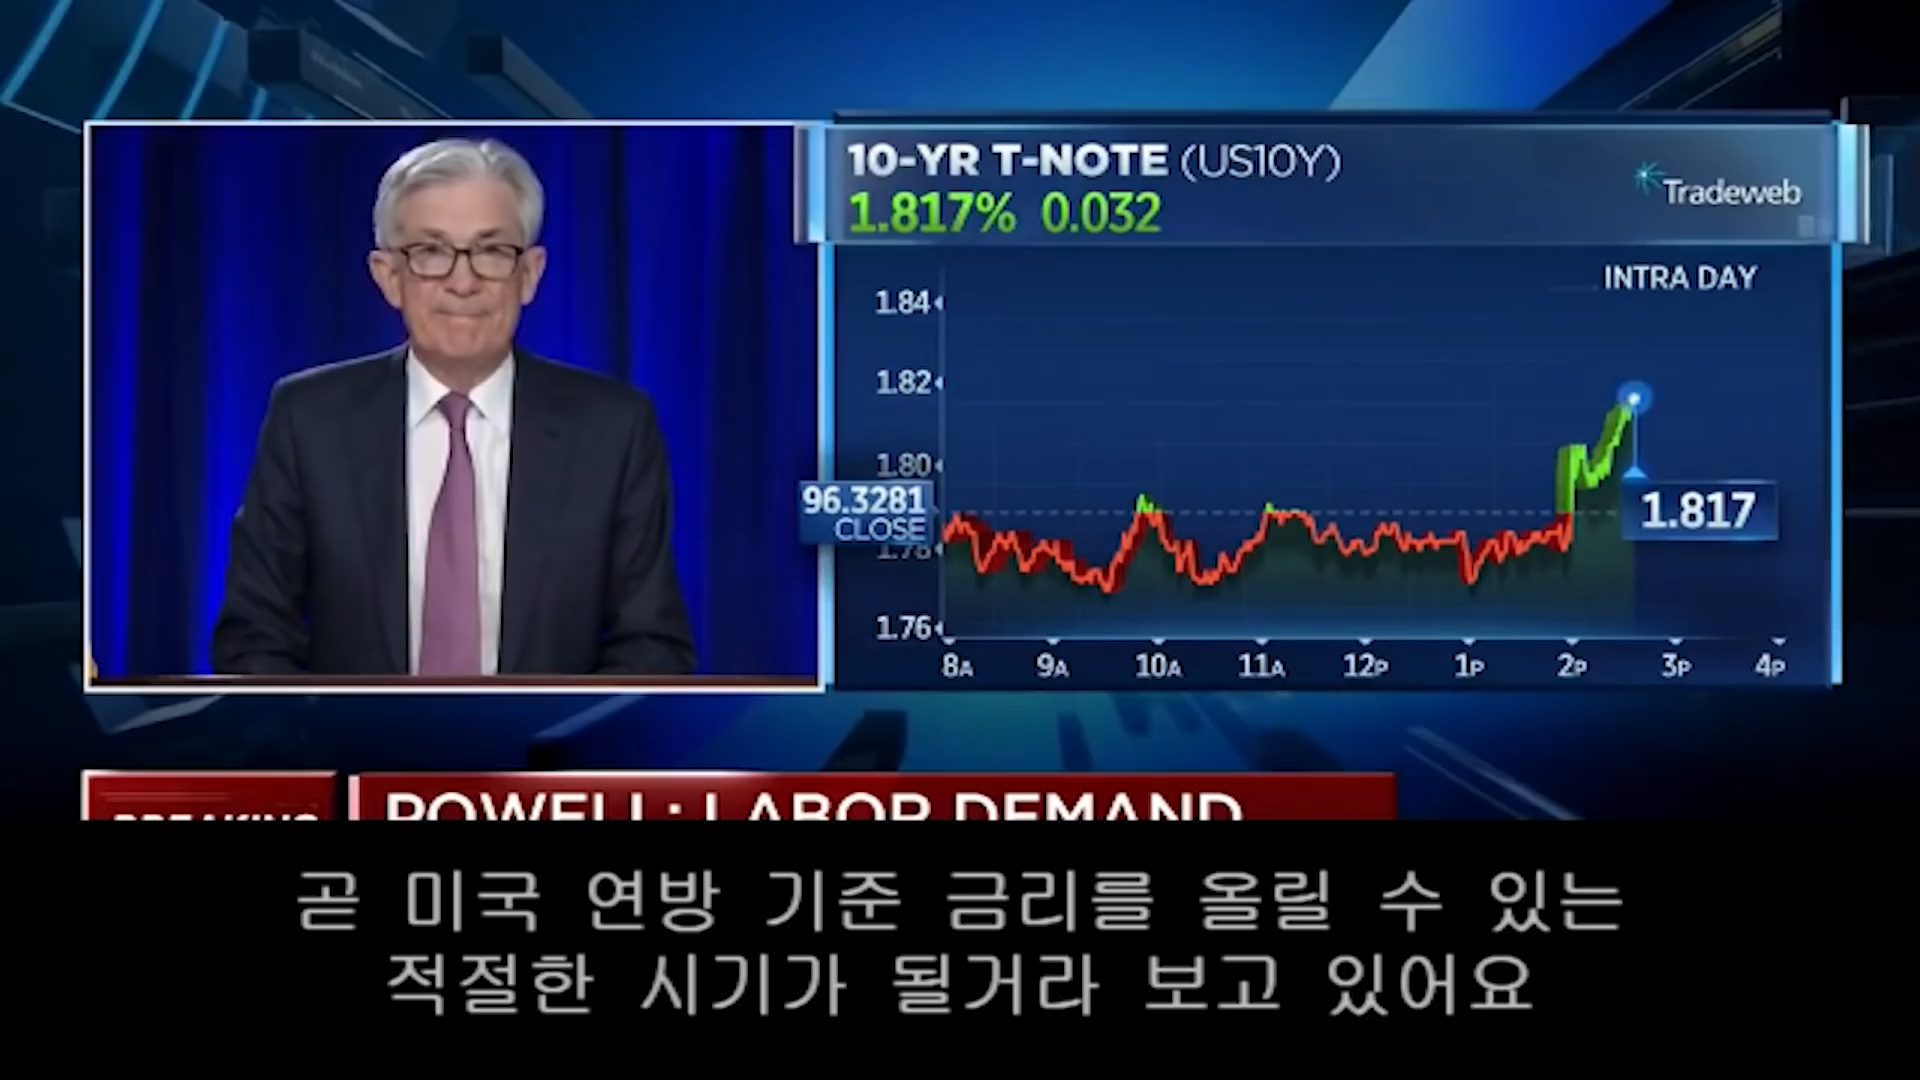 10-YR T-NOTE (US10Y)
1.817% 0.032
Tradeweb
INTRA DAY
1.84
1.82
1.80
96.3281
CLOSE
1.78
1.76
1.817
8A 9A 10A 11A 12P 1P 2P 3P 4P
BREAKING
POWELL: LABOR DEMAND
곧 미국 연방 기준 금리를 올릴 수 있는
적절한 시기가 될거라 보고 있어요